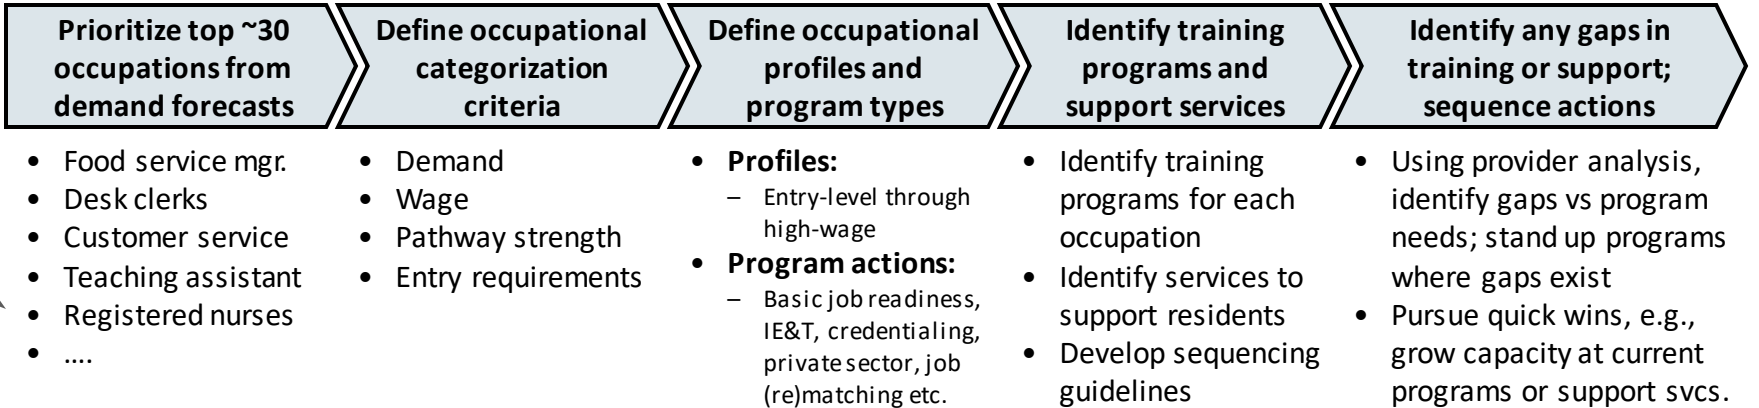 Prioritize top ~30
occupations from
demand forecasts
• Food service mgr.
• Desk clerks
• Customer service
• Teaching assistant
• Registered nurses
• ....
Define occupational
categorization
criteria
• Demand
• Wage
• Pathway strength
• Entry requirements
Define occupational
profiles and
program types
• Profiles:
– Entry-level through
high-wage
• Program actions:
– Basic job readiness,
IE&T, credentialing,
private sector, job
(re)matching etc.
Identify training
programs and
support services
• Identify training
programs for each
occupation
• Identify services to
support residents
• Develop sequencing
guidelines
Identify any gaps in
training or support;
sequence actions
• Using provider analysis,
identify gaps vs program
needs; stand up programs
where gaps exist
• Pursue quick wins, e.g.,
grow capacity at current
programs or support svcs.